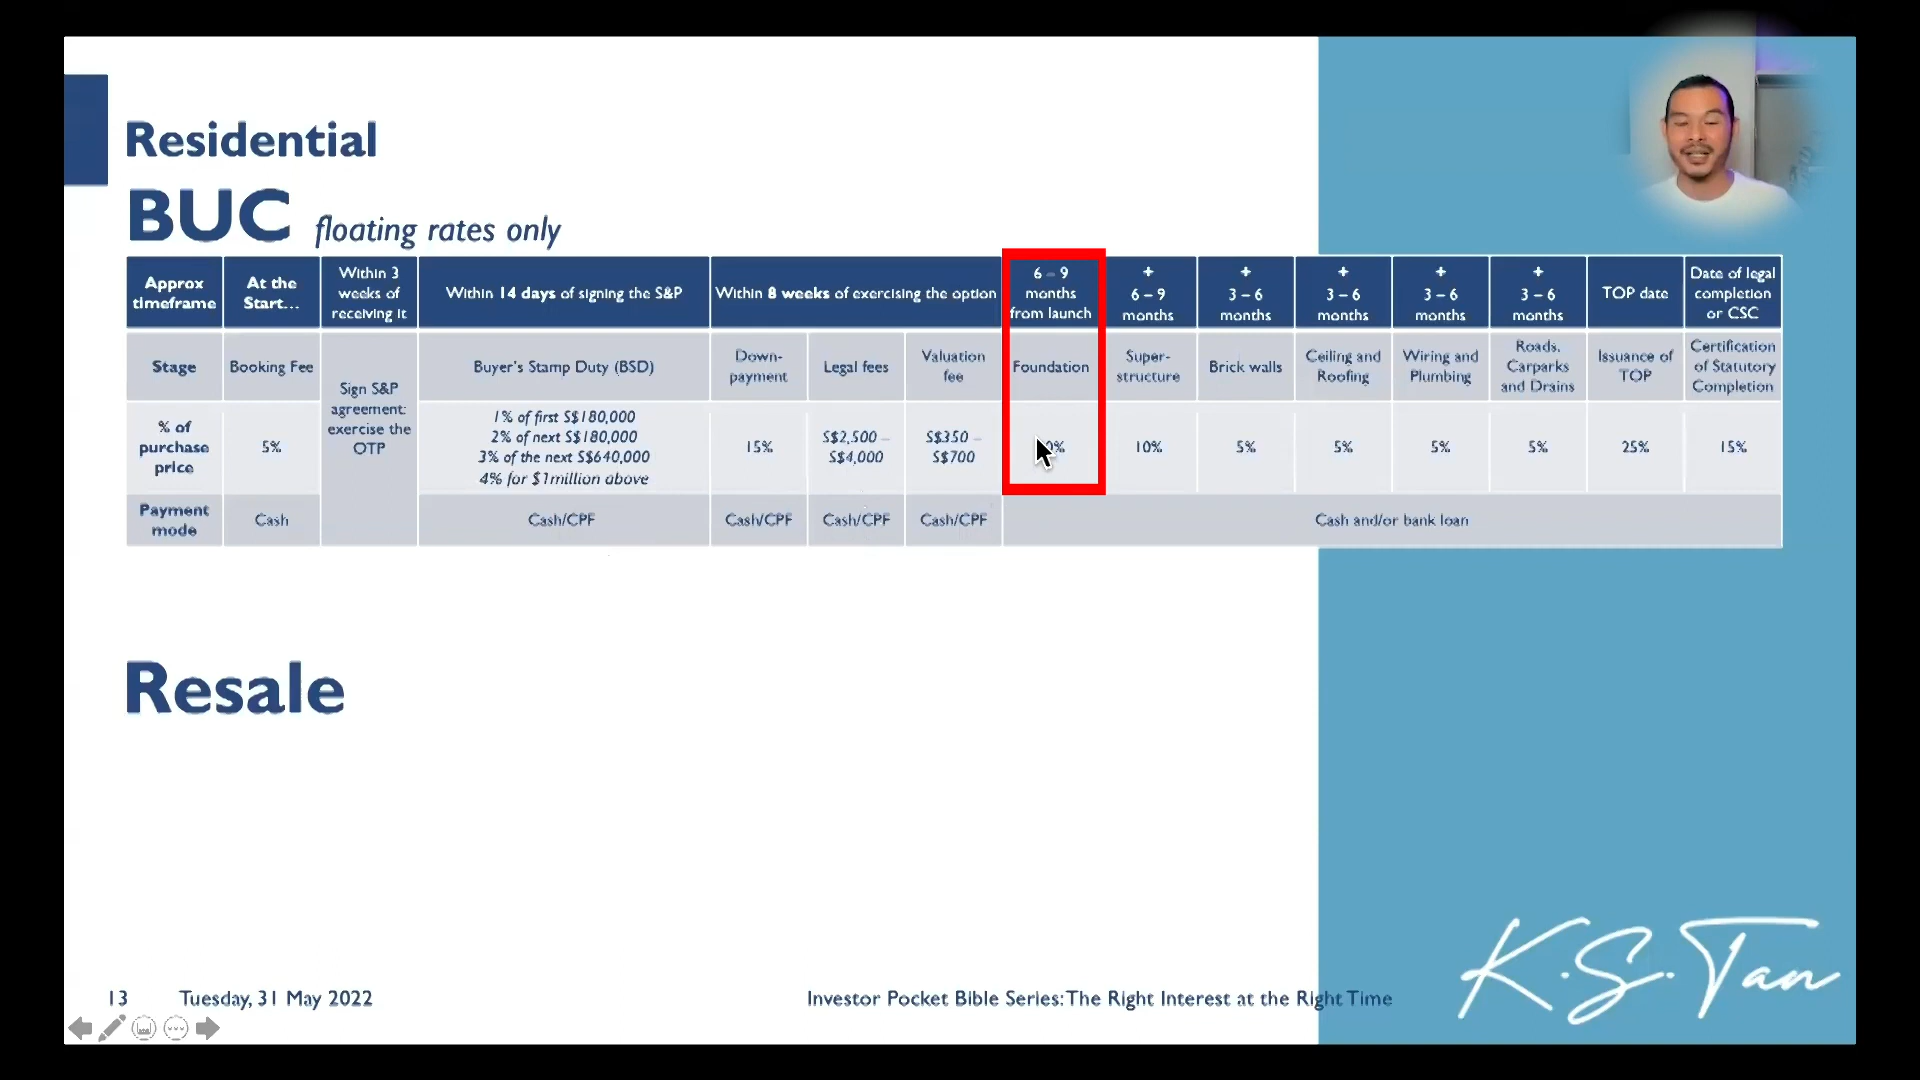 Residential
BUC floating rates only
Approx timeframe
At the Start...
Within 3 weeks of receiving it
Within 14 days of signing the S&P
Within 8 weeks of exercising the option
6 – 9 months from launch
+ 6 – 9 months
+ 3 – 6 months
+ 3 – 6 months
+ 3 – 6 months
+ 3 – 6 months
TOP date
Date of legal completion or CSC
Stage
Booking Fee
Sign S&P agreement: exercise the OTP
Buyer's Stamp Duty (BSD)
Down-payment
Legal fees
Valuation fee
Foundation
Super-structure
Brick walls
Ceiling and Roofing
Wiring and Plumbing
Roads, Carparks and Drains
Issuance of TOP
Certification of Statutory Completion
% of purchase price
5%
1% of first S$180,000
2% of next S$180,000
3% of the next S$640,000
4% for $1million above
15%
S$2,500 – S$4,000
S$350 – S$700
10%
5%
5%
5%
5%
25%
15%
Payment mode
Cash
Cash/CPF
Cash/CPF
Cash/CPF
Cash/CPF
Cash and/or bank loan
Resale
13
Tuesday, 31 May 2022
Investor Pocket Bible Series: The Right Interest at the Right Time
K.S.Tan